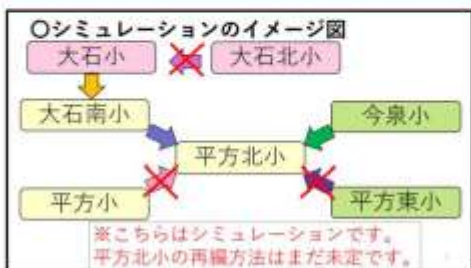 〇シミュレーションのイメージ図
大石小
大石北小
大石南小
今泉小
平方北小
平方小
平方東小
※こちらはシミュレーションです。
平方北小の再編方法はまだ未定です。